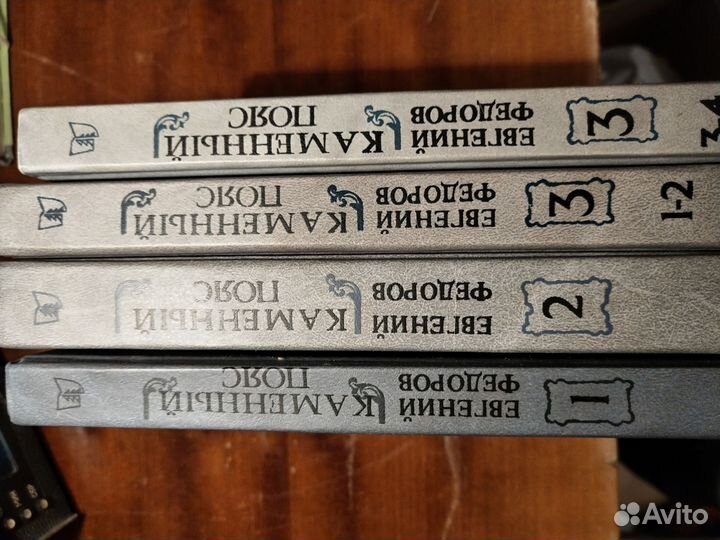 1
ЕВГЕНИЙ
ФЕДОРОВ
КАМЕННЫЙ
ПОЯС
2
ЕВГЕНИЙ
ФЕДОРОВ
КАМЕННЫЙ
ПОЯС
1-2
3
ЕВГЕНИЙ
ФЕДОРОВ
КАМЕННЫЙ
ПОЯС
3-4
3
ЕВГЕНИЙ
ФЕДОРОВ
КАМЕННЫЙ
ПОЯС
Avito